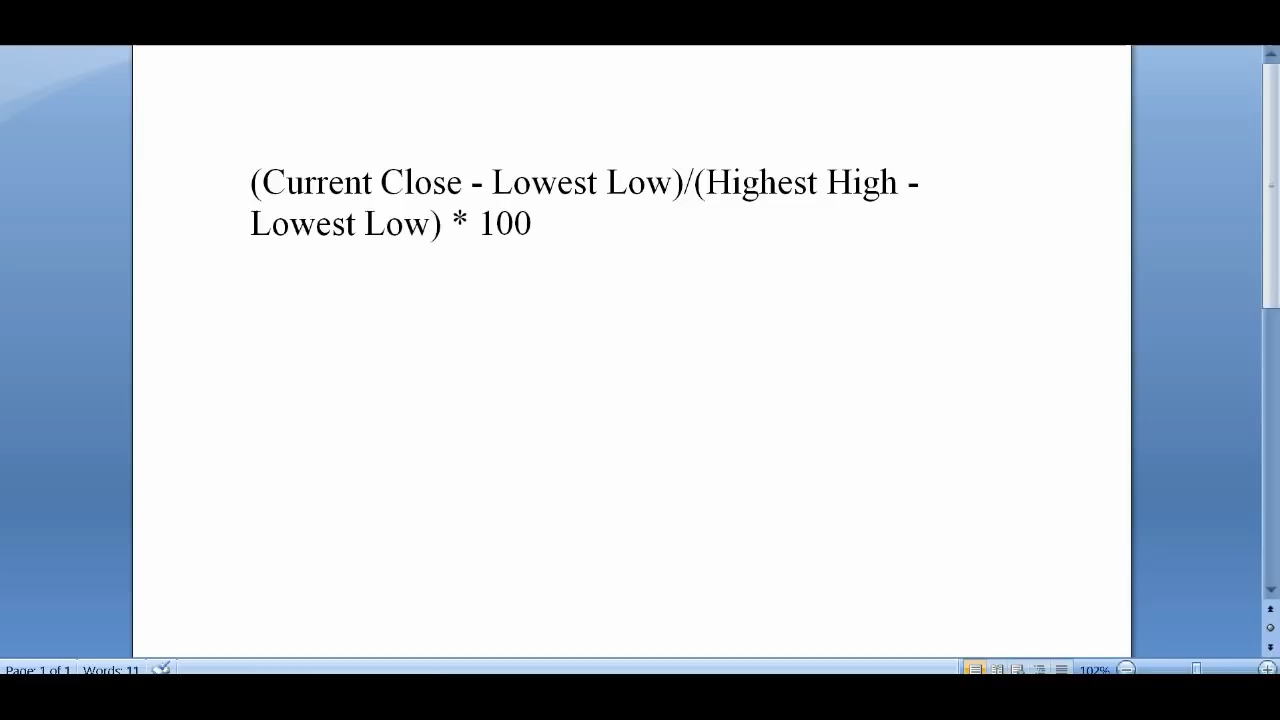 (Current Close - Lowest Low)/(Highest High -
Lowest Low) * 100
Page: 1 of 1 Words: 11 102%